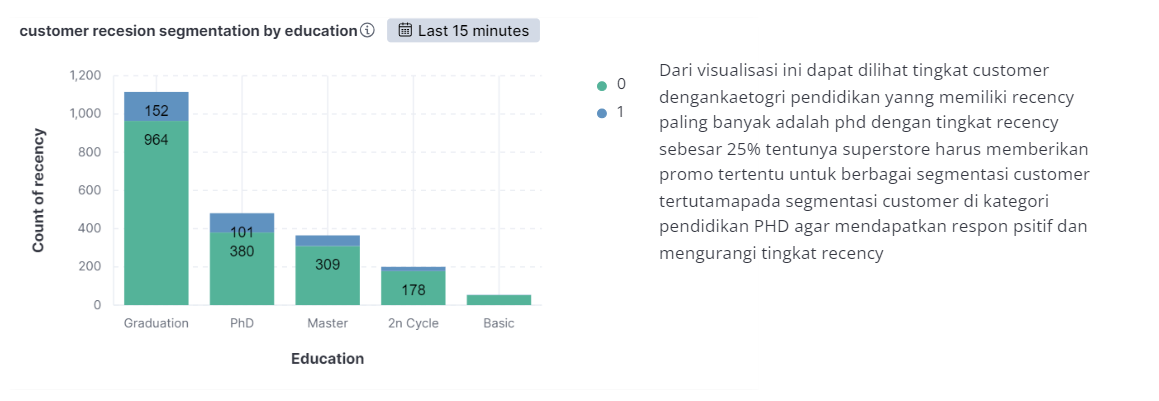 customer recesion segmentation by education
Last 15 minutes
Count of recency
1,200
1,000
800
600
400
200
0
152
964
101
380
309
178
Graduation
PhD
Master
2n Cycle
Basic
Education
0
1
Dari visualisasi ini dapat dilihat tingkat customer
dengankaetogri pendidikan yanng memiliki recency
paling banyak adalah phd dengan tingkat recency
sebesar 25% tentunya superstore harus memberikan
promo tertentu untuk berbagai segmentasi customer
tertutamapada segmentasi customer di kategori
pendidikan PHD agar mendapatkan respon psitif dan
mengurangi tingkat recency